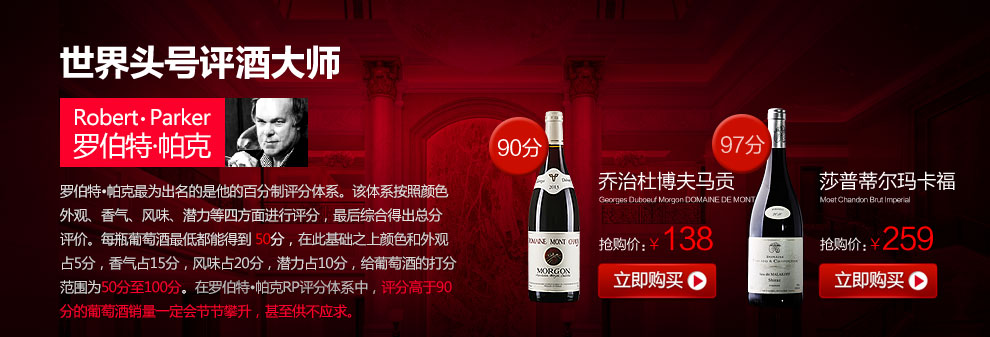 世界头号评酒大师
Robert·Parker
罗伯特·帕克
罗伯特•帕克最为出名的是他的百分制评分体系。该体系按照颜色
外观、香气、风味、潜力等四方面进行评分，最后综合得出总分
评价。每瓶葡萄酒最低都能得到 50分，在此基础之上颜色和外观
占5分，香气占15分，风味占20分，潜力占10分，给葡萄酒的打分
范围为50分至100分。在罗伯特•帕克RP评分体系中，评分高于90
分的葡萄酒销量一定会节节攀升，甚至供不应求。
90分
乔治杜博夫马贡
Georges Duboeuf Morgon DOMAINE DE MONT
抢购价: ¥138
立即购买
DOMAINE MONT
MORGON
97分
莎普蒂尔玛卡福
Moet Chandon Brut Imperial
抢购价: ¥259
立即购买